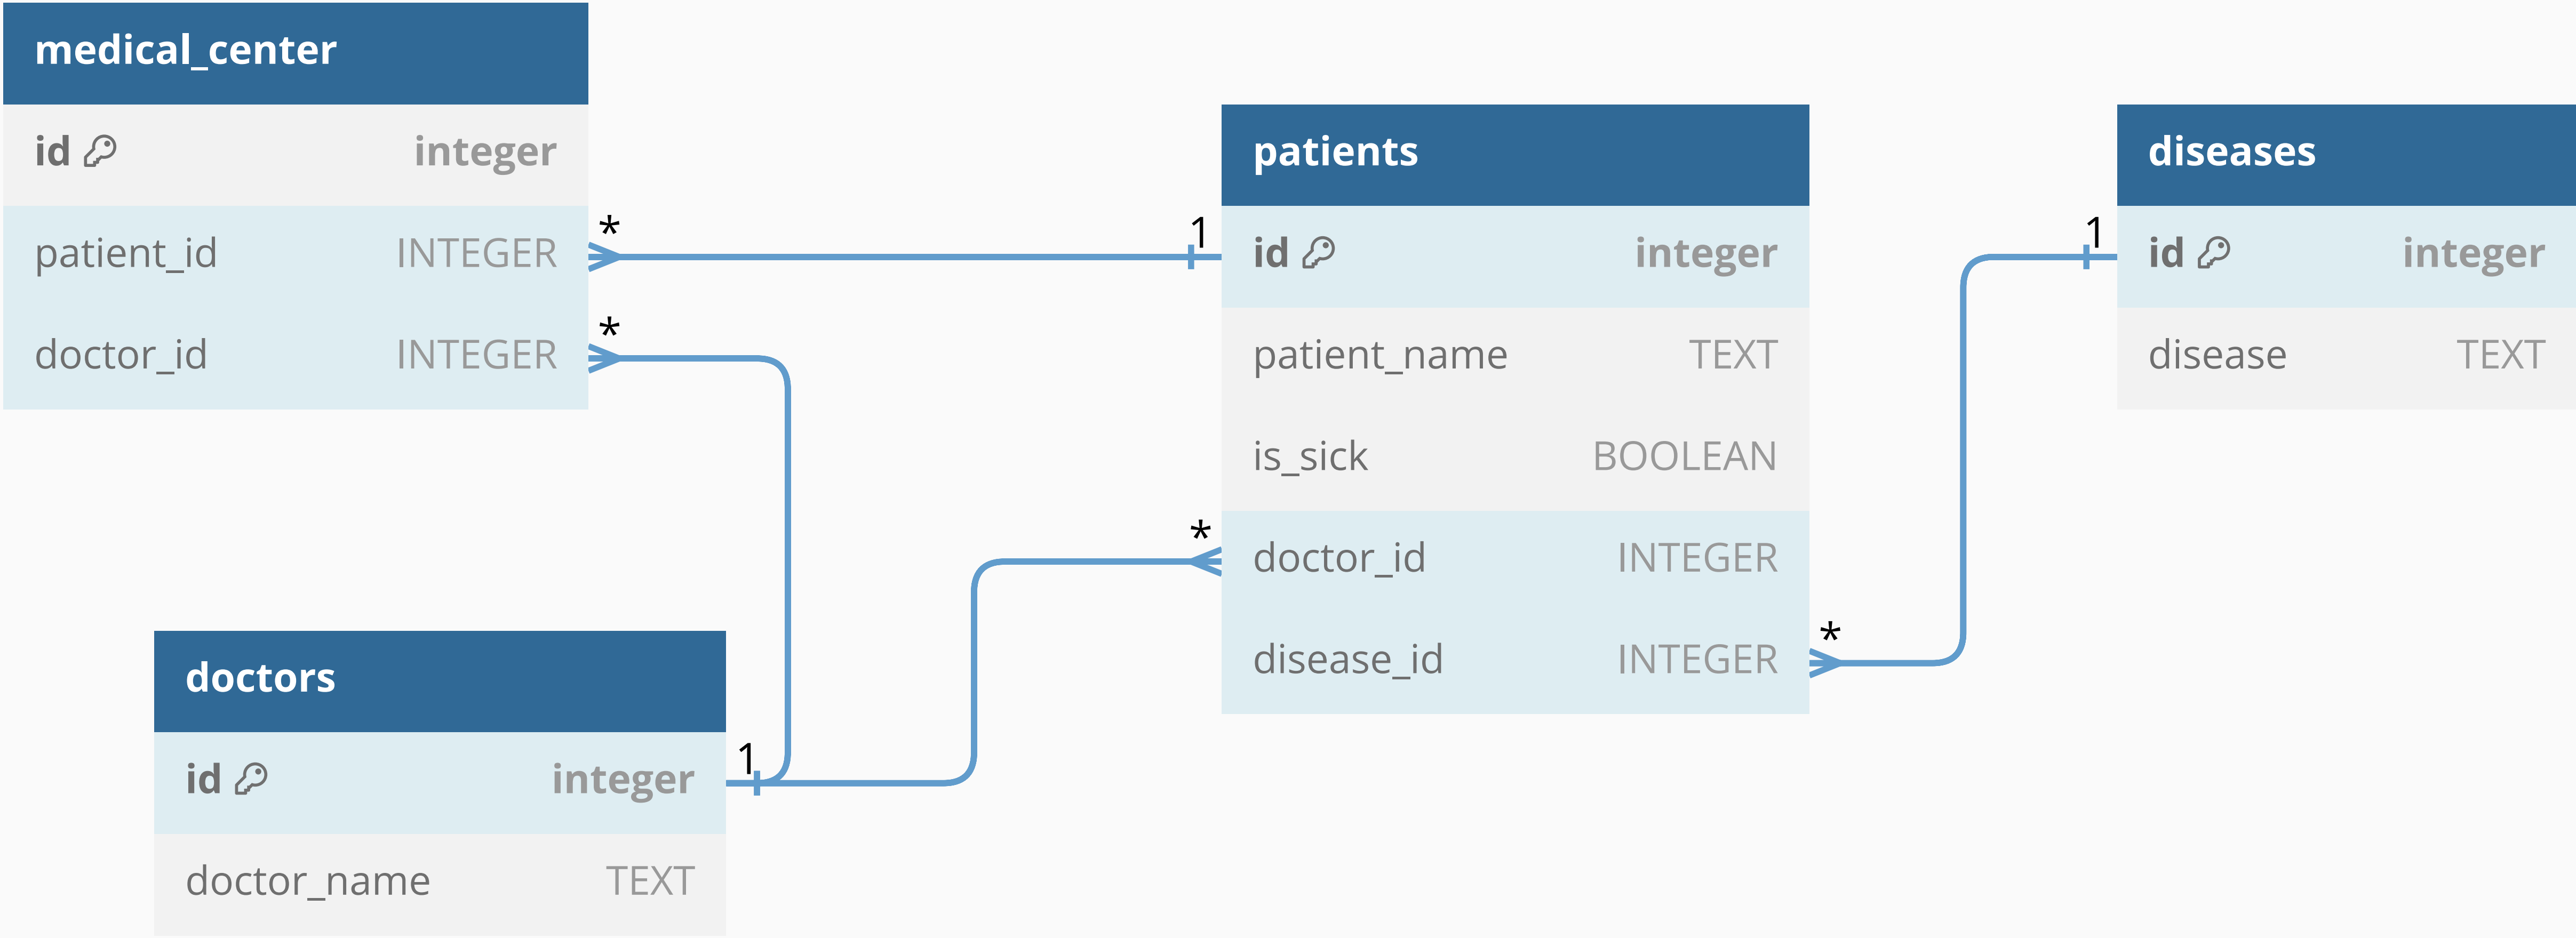 medical_center
id integer
patient_id INTEGER
doctor_id INTEGER
*
*
1
patients
id integer
patient_name TEXT
is_sick BOOLEAN
doctor_id INTEGER
disease_id INTEGER
*
*
1
diseases
id integer
disease TEXT
doctors
id integer
doctor_name TEXT
1